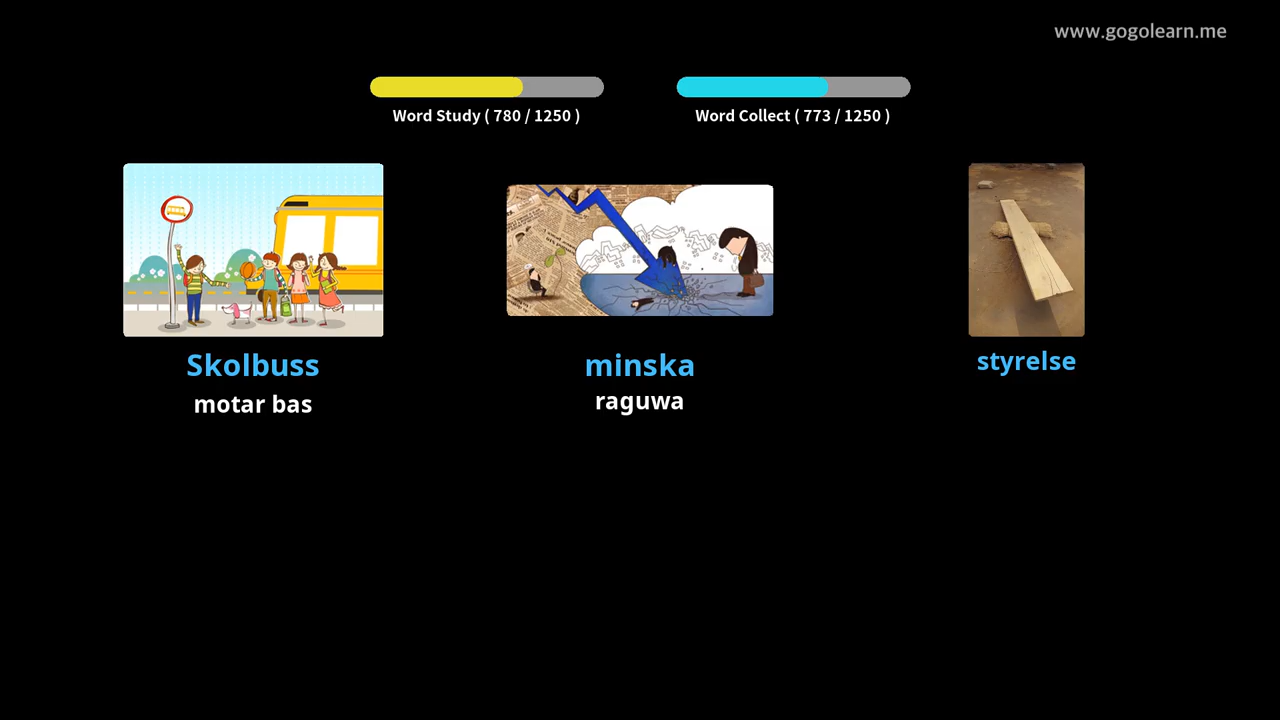 www.gogolearn.me
Word Study ( 780 / 1250 )
Word Collect ( 773 / 1250 )
Skolbuss
motar bas
minska
raguwa
styrelse